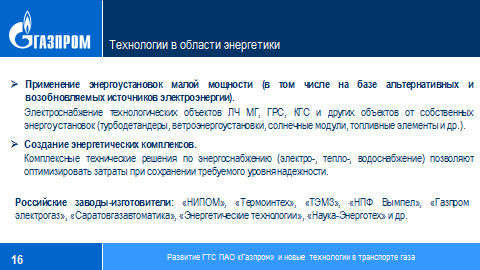 ГАЗПРОМ
Технологии в области энергетики
➢ Применение энергоустановок малой мощности (в том числе на базе альтернативных и
возобновляемых источников электроэнергии).
Электроснабжение технологических объектов ЛЧ МГ, ГРС, КГС и других объектов от собственных
энергоустановок (турбодетандеры, ветроэнергоустановки, солнечные модули, топливные элементы и др.).
➢ Создание энергетических комплексов.
Комплексные технические решения по энергоснабжению (электро-, тепло-, водоснабжение) позволяют
оптимизировать затраты при сохранении требуемого уровня надежности.
Российские заводы-изготовители: «НИПОМ», «Термоинтех», «ТЭМЗ», «НПФ Вымпел», «Газпром
электрогаз», «Саратовгазавтоматика», «Энергетические технологии», «Наука-Энерготех» и др.
16
Развитие ГТС ПАО «Газпром» и новые технологии в транспорте газа